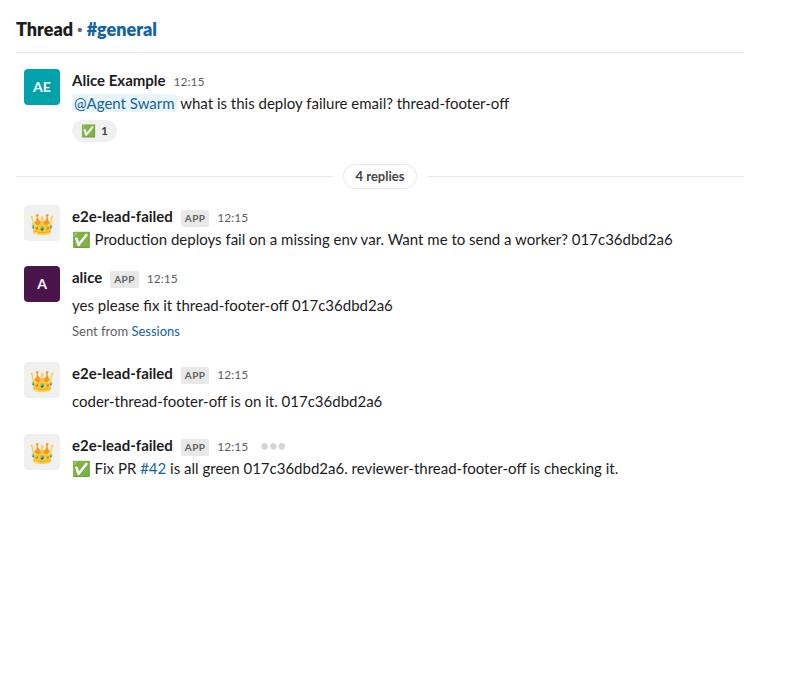 Thread • #general
AE
Alice Example 12:15
@Agent Swarm what is this deploy failure email? thread-footer-off
✅ 1
4 replies
e2e-lead-failed APP 12:15
✅ Production deploys fail on a missing env var. Want me to send a worker? 017c36dbd2a6
A
alice APP 12:15
yes please fix it thread-footer-off 017c36dbd2a6
Sent from Sessions
e2e-lead-failed APP 12:15
coder-thread-footer-off is on it. 017c36dbd2a6
e2e-lead-failed APP 12:15
✅ Fix PR #42 is all green 017c36dbd2a6. reviewer-thread-footer-off is checking it.